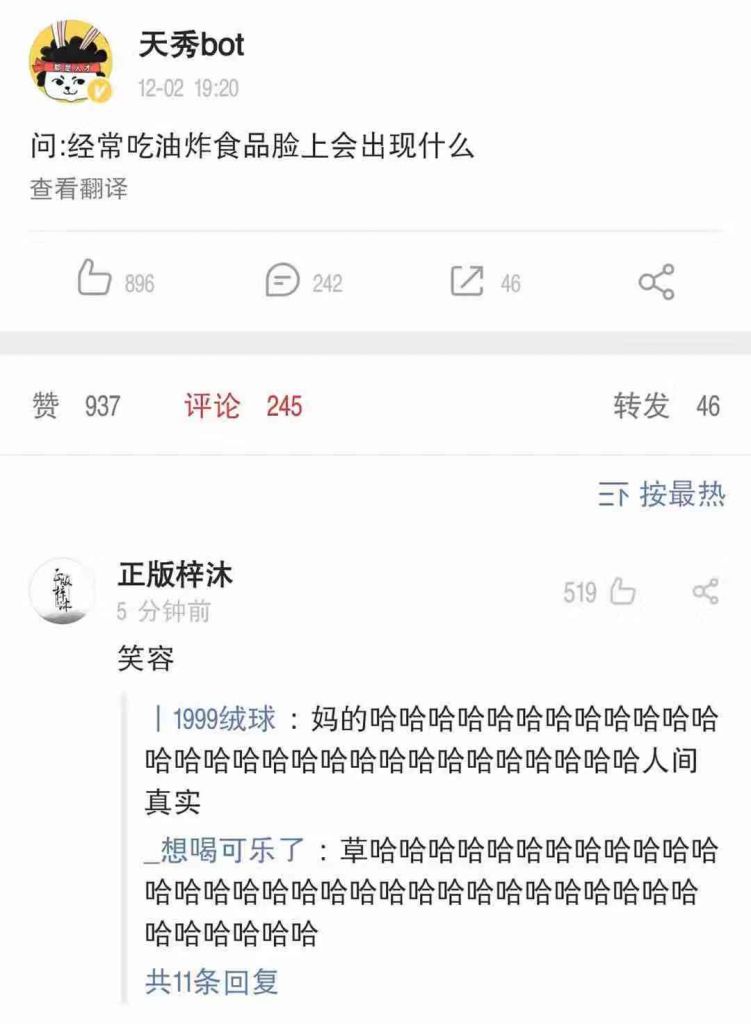 天秀bot
12-02 19:20
问:经常吃油炸食品脸上会出现什么
查看翻译
896 242 46
赞 937 评论 245 转发 46
按最热
正版梓沐
519
5 分钟前
笑容
丨1999绒球：妈的哈哈哈哈哈哈哈哈哈哈哈哈
哈哈哈哈哈哈哈哈哈哈哈哈哈哈哈哈哈人间
真实
_想喝可乐了：草哈哈哈哈哈哈哈哈哈哈哈哈
哈哈哈哈哈哈哈哈哈哈哈哈哈哈哈哈哈哈哈
哈哈哈哈哈哈
共11条回复